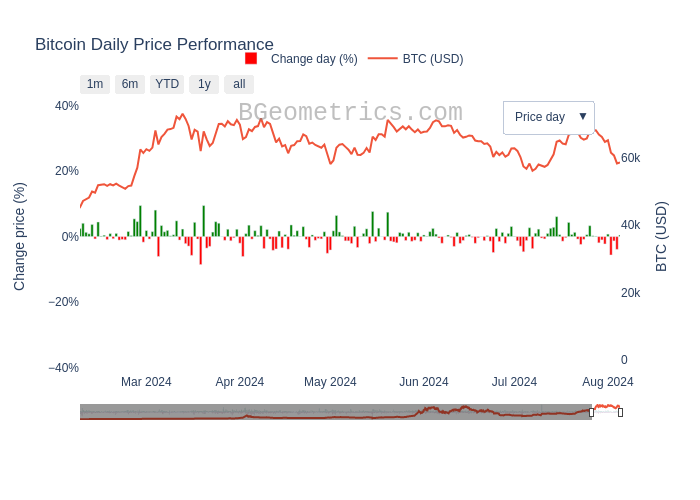 Bitcoin Daily Price Performance
Change day (%)
BTC (USD)
1m
6m
YTD
1y
all
BGeometrics.com
Price day ▼
40%
20%
0%
−20%
−40%
Change price (%)
60k
40k
20k
0
BTC (USD)
Mar 2024
Apr 2024
May 2024
Jun 2024
Jul 2024
Aug 2024